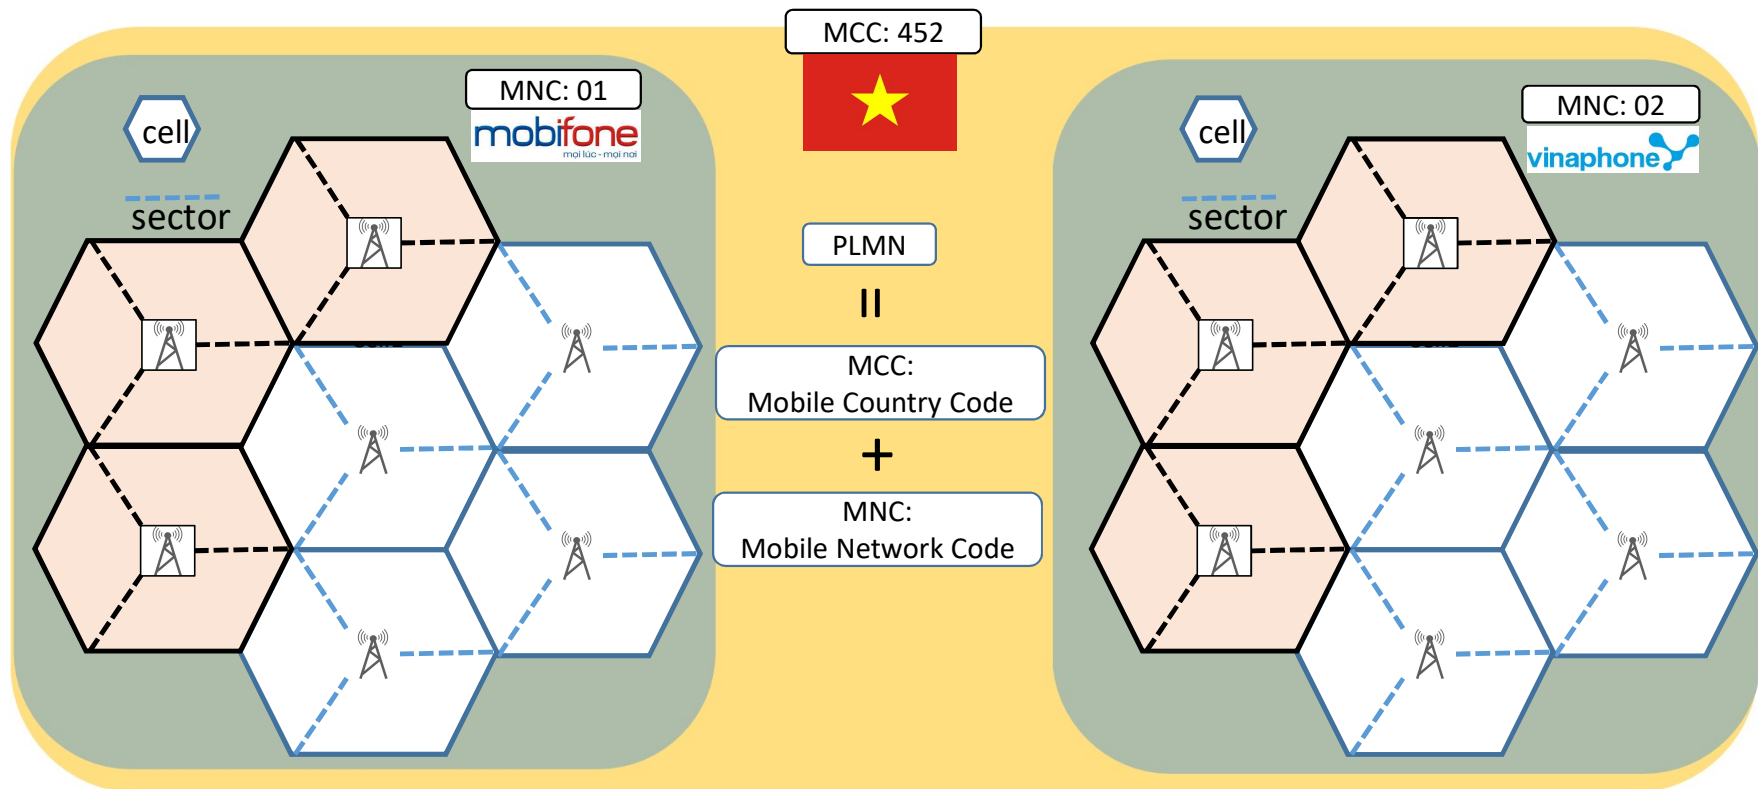 MCC: 452
MNC: 01
mobifone
mọi lúc - mọi nơi
cell
sector
PLMN
=
MCC:
Mobile Country Code
+
MNC:
Mobile Network Code
MNC: 02
vinaphone
cell
sector